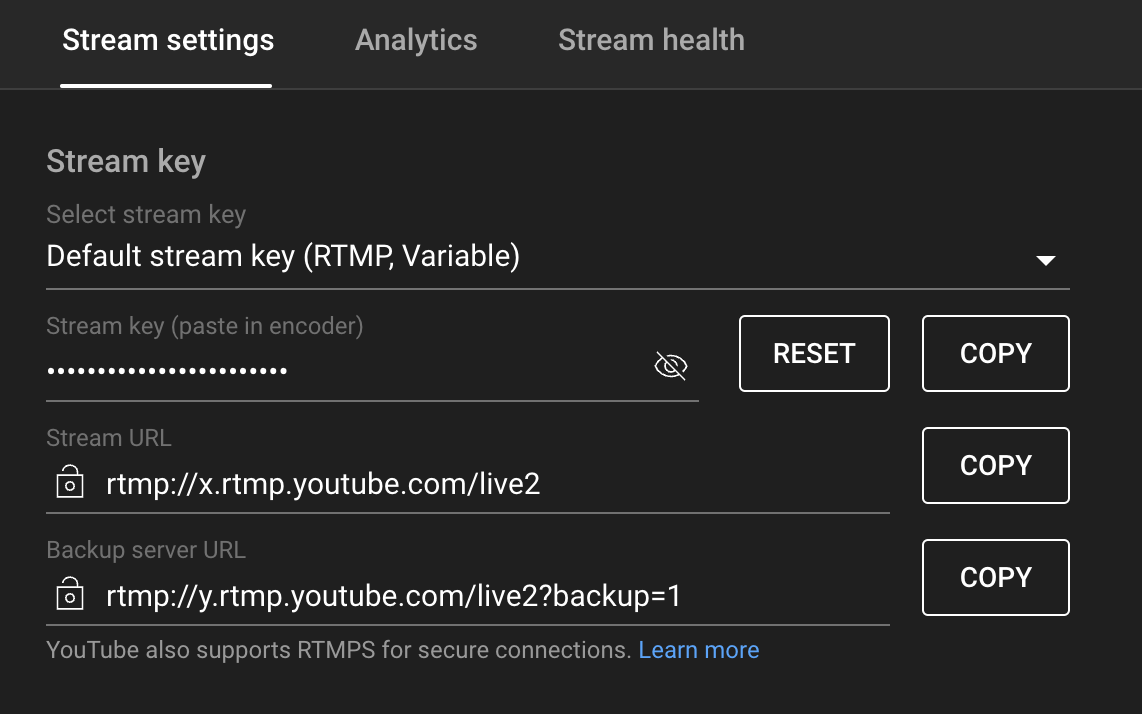 Stream settings Analytics Stream health
Stream key
Select stream key
Default stream key (RTMP, Variable)
Stream key (paste in encoder)
••••••••••••••••••••••••
RESET COPY
Stream URL
rtmp://x.rtmp.youtube.com/live2
COPY
Backup server URL
rtmp://y.rtmp.youtube.com/live2?backup=1
COPY
YouTube also supports RTMPS for secure connections. Learn more